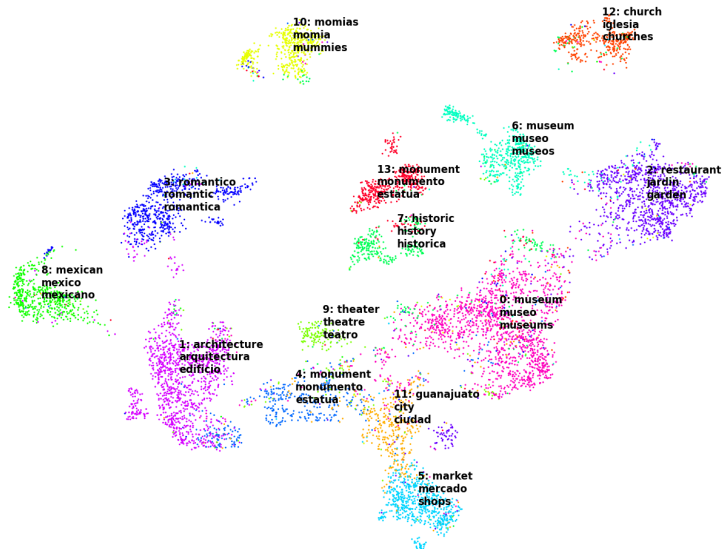 10: momias
momia
mummies
12: church
iglesia
churches
6: museum
museo
museos
3: ramantico
romantic
romantica
13: monument
monumento
estatua
2: restaurant
jardin
garden
7: historic
history
historica
8: mexican
mexico
mexicano
0: museum
museo
museums
9: theater
theatre
teatro
1: architecture
arquitectura
edificio
4: monument
monumento
estatua
11: guanajuato
city
ciudad
5: market
mercado
shops